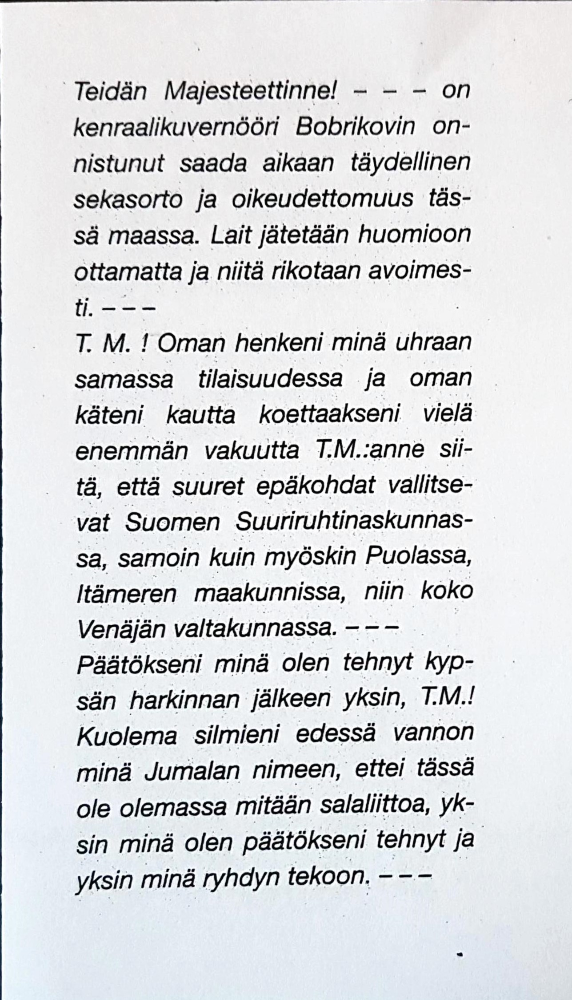 Teidän Majesteettinne! – – – on
kenraalikuvernööri Bobrikovin on-
nistunut saada aikaan täydellinen
sekasorto ja oikeudettomuus täs-
sä maassa. Lait jätetään huomioon
ottamatta ja niitä rikotaan avoimes-
ti. – – –
T. M. ! Oman henkeni minä uhraan
samassa tilaisuudessa ja oman
käteni kautta koettaakseni vielä
enemmän vakuutta T.M.:anne sii-
tä, että suuret epäkohdat vallitse-
vat Suomen Suuriruhtinaskunnas-
sa, samoin kuin myöskin Puolassa,
Itämeren maakunnissa, niin koko
Venäjän valtakunnassa. – – –
Päätökseni minä olen tehnyt kyp-
sän harkinnan jälkeen yksin, T.M.!
Kuolema silmieni edessä vannon
minä Jumalan nimeen, ettei tässä
ole olemassa mitään salaliittoa, yk-
sin minä olen päätökseni tehnyt ja
yksin minä ryhdyn tekoon. – – –